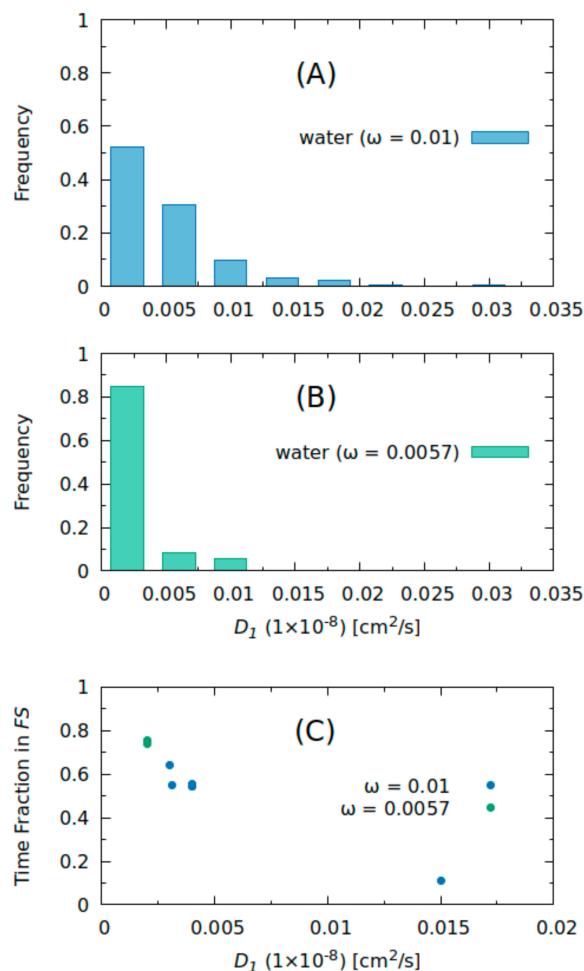 1
(A)
0.8
Frequency
0.6
water (ω = 0.01)
0.4
0.2
0
0 0.005 0.01 0.015 0.02 0.025 0.03 0.035
1
(B)
0.8
Frequency
0.6
water (ω = 0.0057)
0.4
0.2
0
0 0.005 0.01 0.015 0.02 0.025 0.03 0.035
D₁ (1×10⁻⁸) [cm²/s]
1
(C)
0.8
Time Fraction in FS
0.6
ω = 0.01
ω = 0.0057
0.4
0.2
0
0 0.005 0.01 0.015 0.02
D₁ (1×10⁻⁸) [cm²/s]